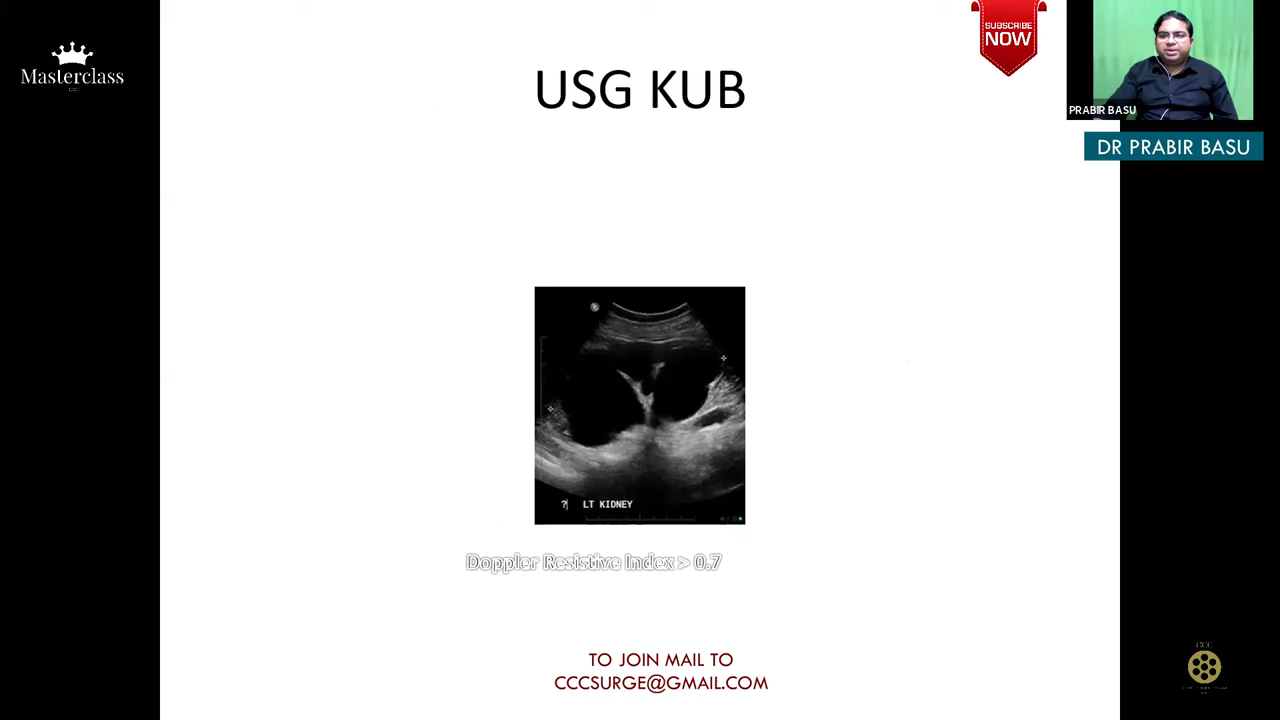 Masterclass
USG KUB
SUBSCRIBE
NOW
PRABIR BASU
DR PRABIR BASU
?
LT KIDNEY
Doppler Resistive Index > 0.7
TO JOIN MAIL TO
CCCSURGE@GMAIL.COM
CCC